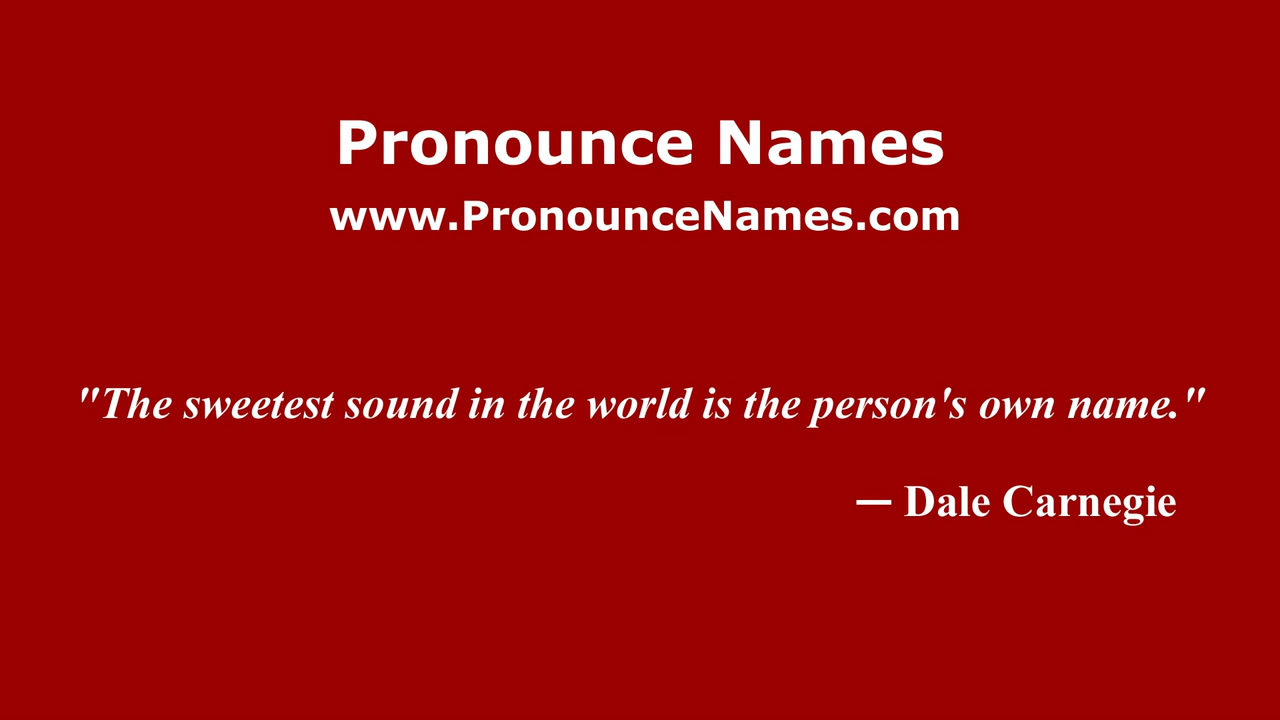 Pronounce Names
www.PronounceNames.com
"The sweetest sound in the world is the person's own name."
— Dale Carnegie